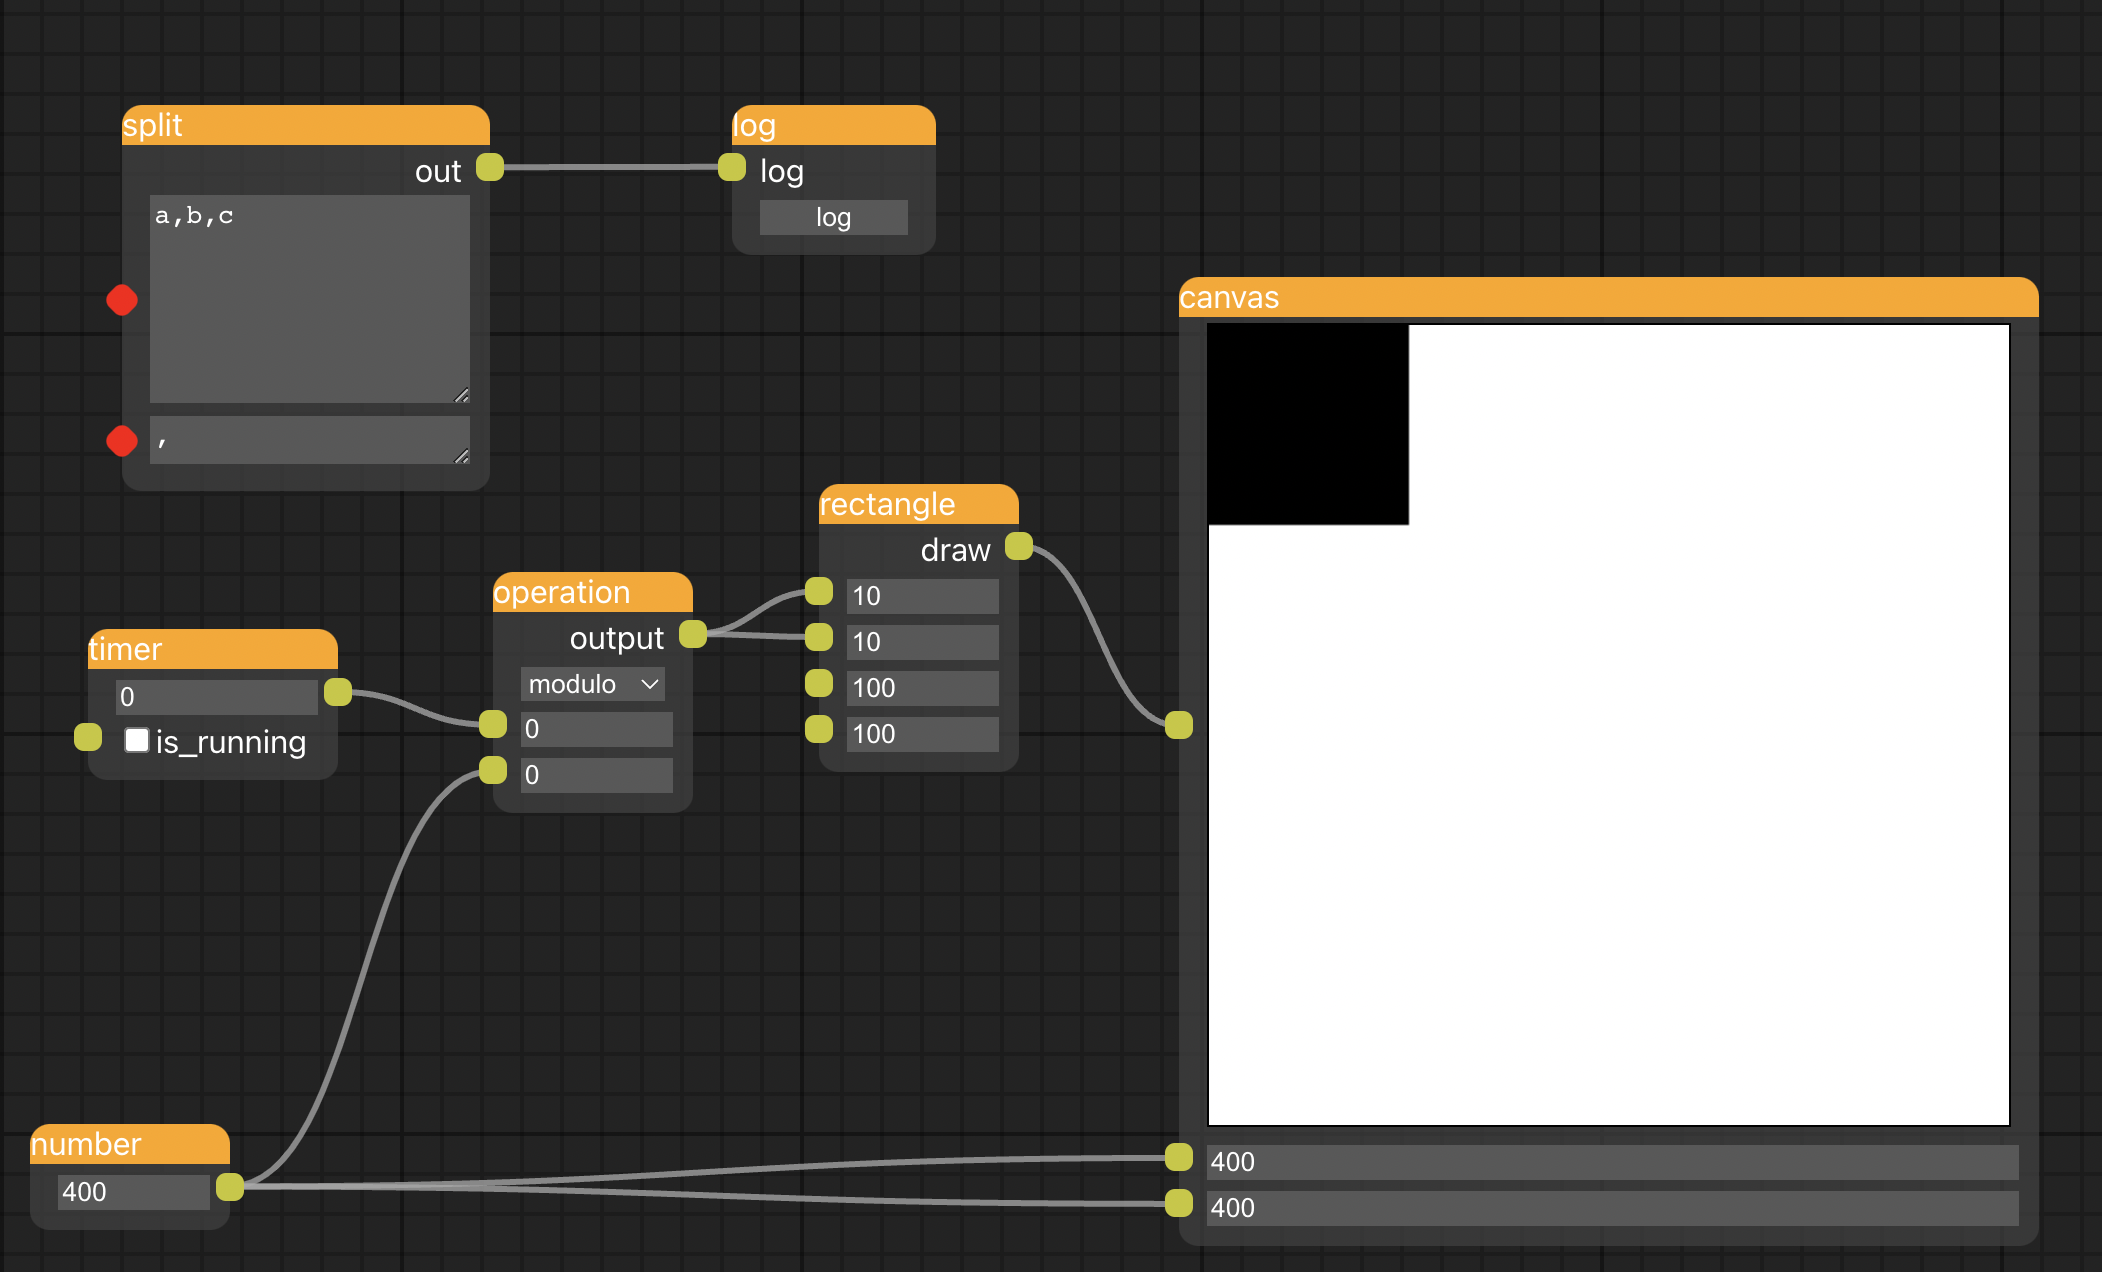 split
out
a,b,c
,
log
log
log
canvas
400
400
rectangle
draw
10
10
100
100
operation
output
modulo
0
0
timer
0
is_running
number
400